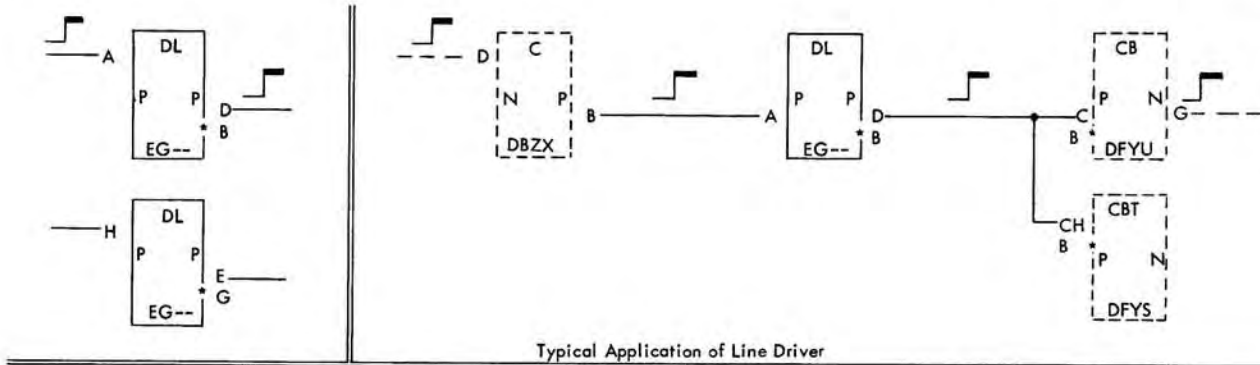 A
DL
P P
D
* B
EG--
H
DL
P P
E
* G
EG--
D
C
N P
DBZX
B
A
DL
P P
D
* B
EG--
C
B *
CB
P N
DFYU
G
CH
B *
CBT
P N
DFYS
Typical Application of Line Driver